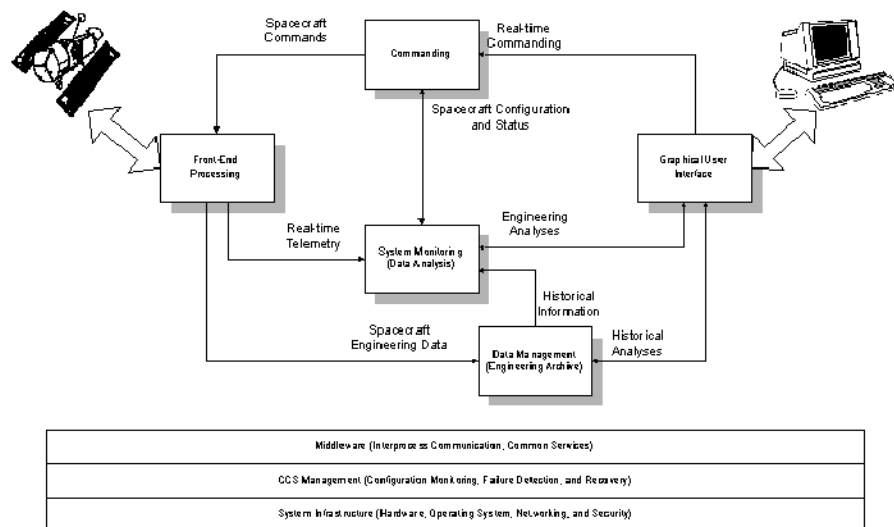 Spacecraft
Commands
Commanding
Real-time
Commanding
Spacecraft Configuration
and Status
Front-End
Processing
Graphical User
Interface
Real-time
Telemetry
System Monitoring
(Data Analysis)
Engineering
Analyses
Historical
Information
Spacecraft
Engineering Data
Data Management
(Engineering Archive)
Historical
Analyses
Middleware (Interprocess Communication, Common Services)
CCS Management (Configuration Monitoring, Failure Detection, and Recovery)
System Infrastructure (Hardware, Operating System, Networking, and Security)